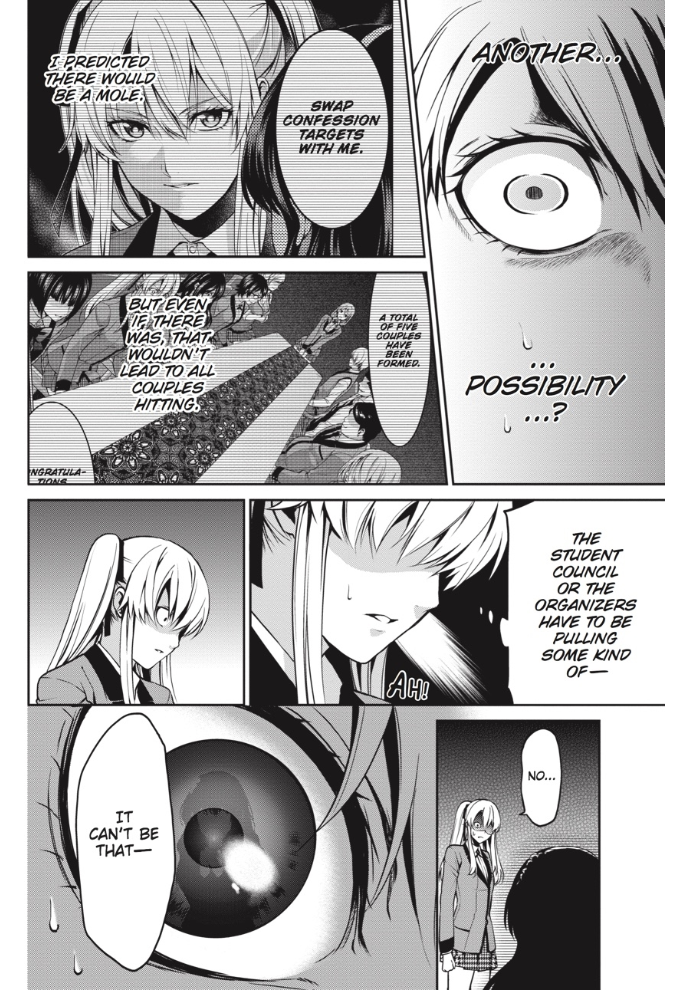 ANOTHER...
...
POSSIBILITY
...?
SWAP
CONFESSION
TARGETS
WITH ME.
I PREDICTED
THERE WOULD
BE A MOLE.
A TOTAL
OF FIVE
COUPLES
HAVE
BEEN
FORMED.
BUT EVEN
IF THERE
WAS, THAT
WOULDN'T
LEAD TO ALL
COUPLES
HITTING.
NGRATULA-
TIONS
THE
STUDENT
COUNCIL
OR THE
ORGANIZERS
HAVE TO BE
PULLING
SOME KIND
OF—
...
AH!
NO...
IT
CAN'T BE
THAT—